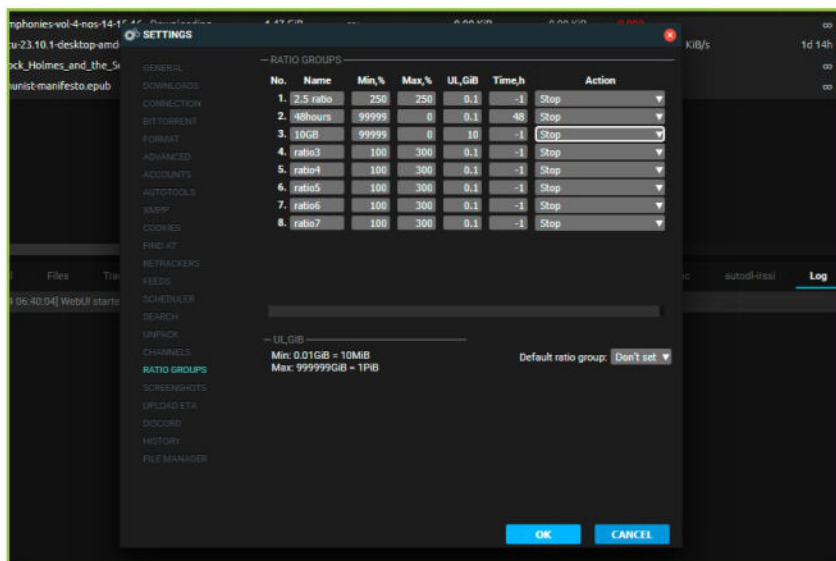 SETTINGS
KiB/s
1d 14h
∞
GENERAL
DOWNLOADS
CONNECTION
BITTORRENT
FORMAT
ADVANCED
ACCOUNTS
AUTOTOOLS
XMPP
COOKIES
FIND AT
RETRACKERS
FEEDS
SCHEDULER
SEARCH
UNPACK
CHANNELS
RATIO GROUPS
SCREENSHOTS
UPLOAD ETA
DISCORD
HISTORY
FILE MANAGER
RATIO GROUPS
No. Name Min,% Max,% UL,GiB Time,h Action
1. 2.5 ratio 250 250 0.1 -1 Stop
2. 48hours 99999 0 0.1 48 Stop
3. 10GB 99999 0 10 -1 Stop
4. ratio3 100 300 0.1 -1 Stop
5. ratio4 100 300 0.1 -1 Stop
6. ratio5 100 300 0.1 -1 Stop
7. ratio6 100 300 0.1 -1 Stop
8. ratio7 100 300 0.1 -1 Stop
UL,GIB
Min: 0.01GiB = 10MiB
Max: 999999GiB = 1PiB
Default ratio group: Don't set
Files
autodl-irssi
Log
06:40:04] WebUI starte
OK
CANCEL